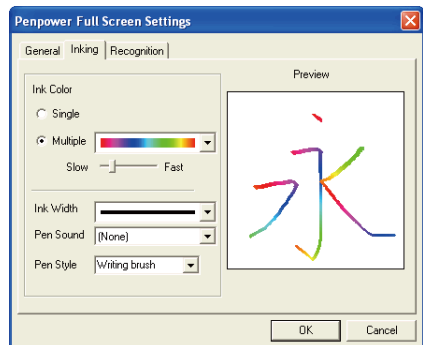 Penpower Full Screen Settings
General Inking Recognition
Ink Color
Single
Multiple
Slow Fast
Ink Width
Pen Sound (None)
Pen Style Writing brush
Preview
永
OK Cancel